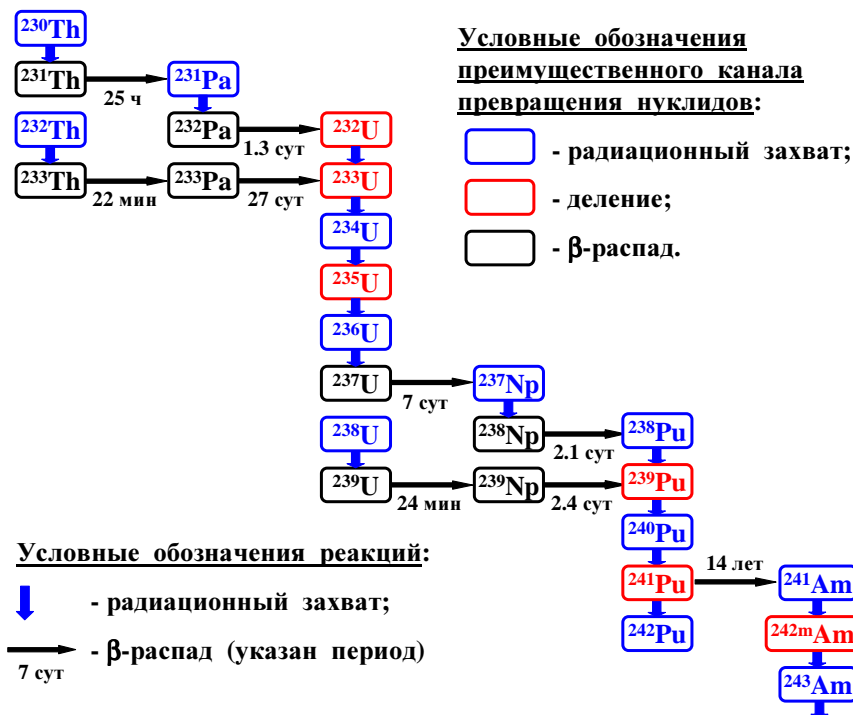 ²³⁰Th
²³¹Th
25 ч
²³¹Pa
²³²Th
²³²Pa
1.3 сут
²³²U
²³³Th
22 мин
²³³Pa
27 сут
²³³U
²³⁴U
²³⁵U
²³⁶U
²³⁷U
7 сут
²³⁷Np
²³⁸U
²³⁸Np
2.1 сут
²³⁸Pu
²³⁹U
24 мин
²³⁹Np
2.4 сут
²³⁹Pu
²⁴⁰Pu
²⁴¹Pu
14 лет
²⁴¹Am
²⁴²Pu
²⁴²ᵐAm
²⁴³Am
Условные обозначения
преимущественного канала
превращения нуклидов:
- радиационный захват;
- деление;
- β-распад.
Условные обозначения реакций:
- радиационный захват;
- β-распад (указан период)
7 сут